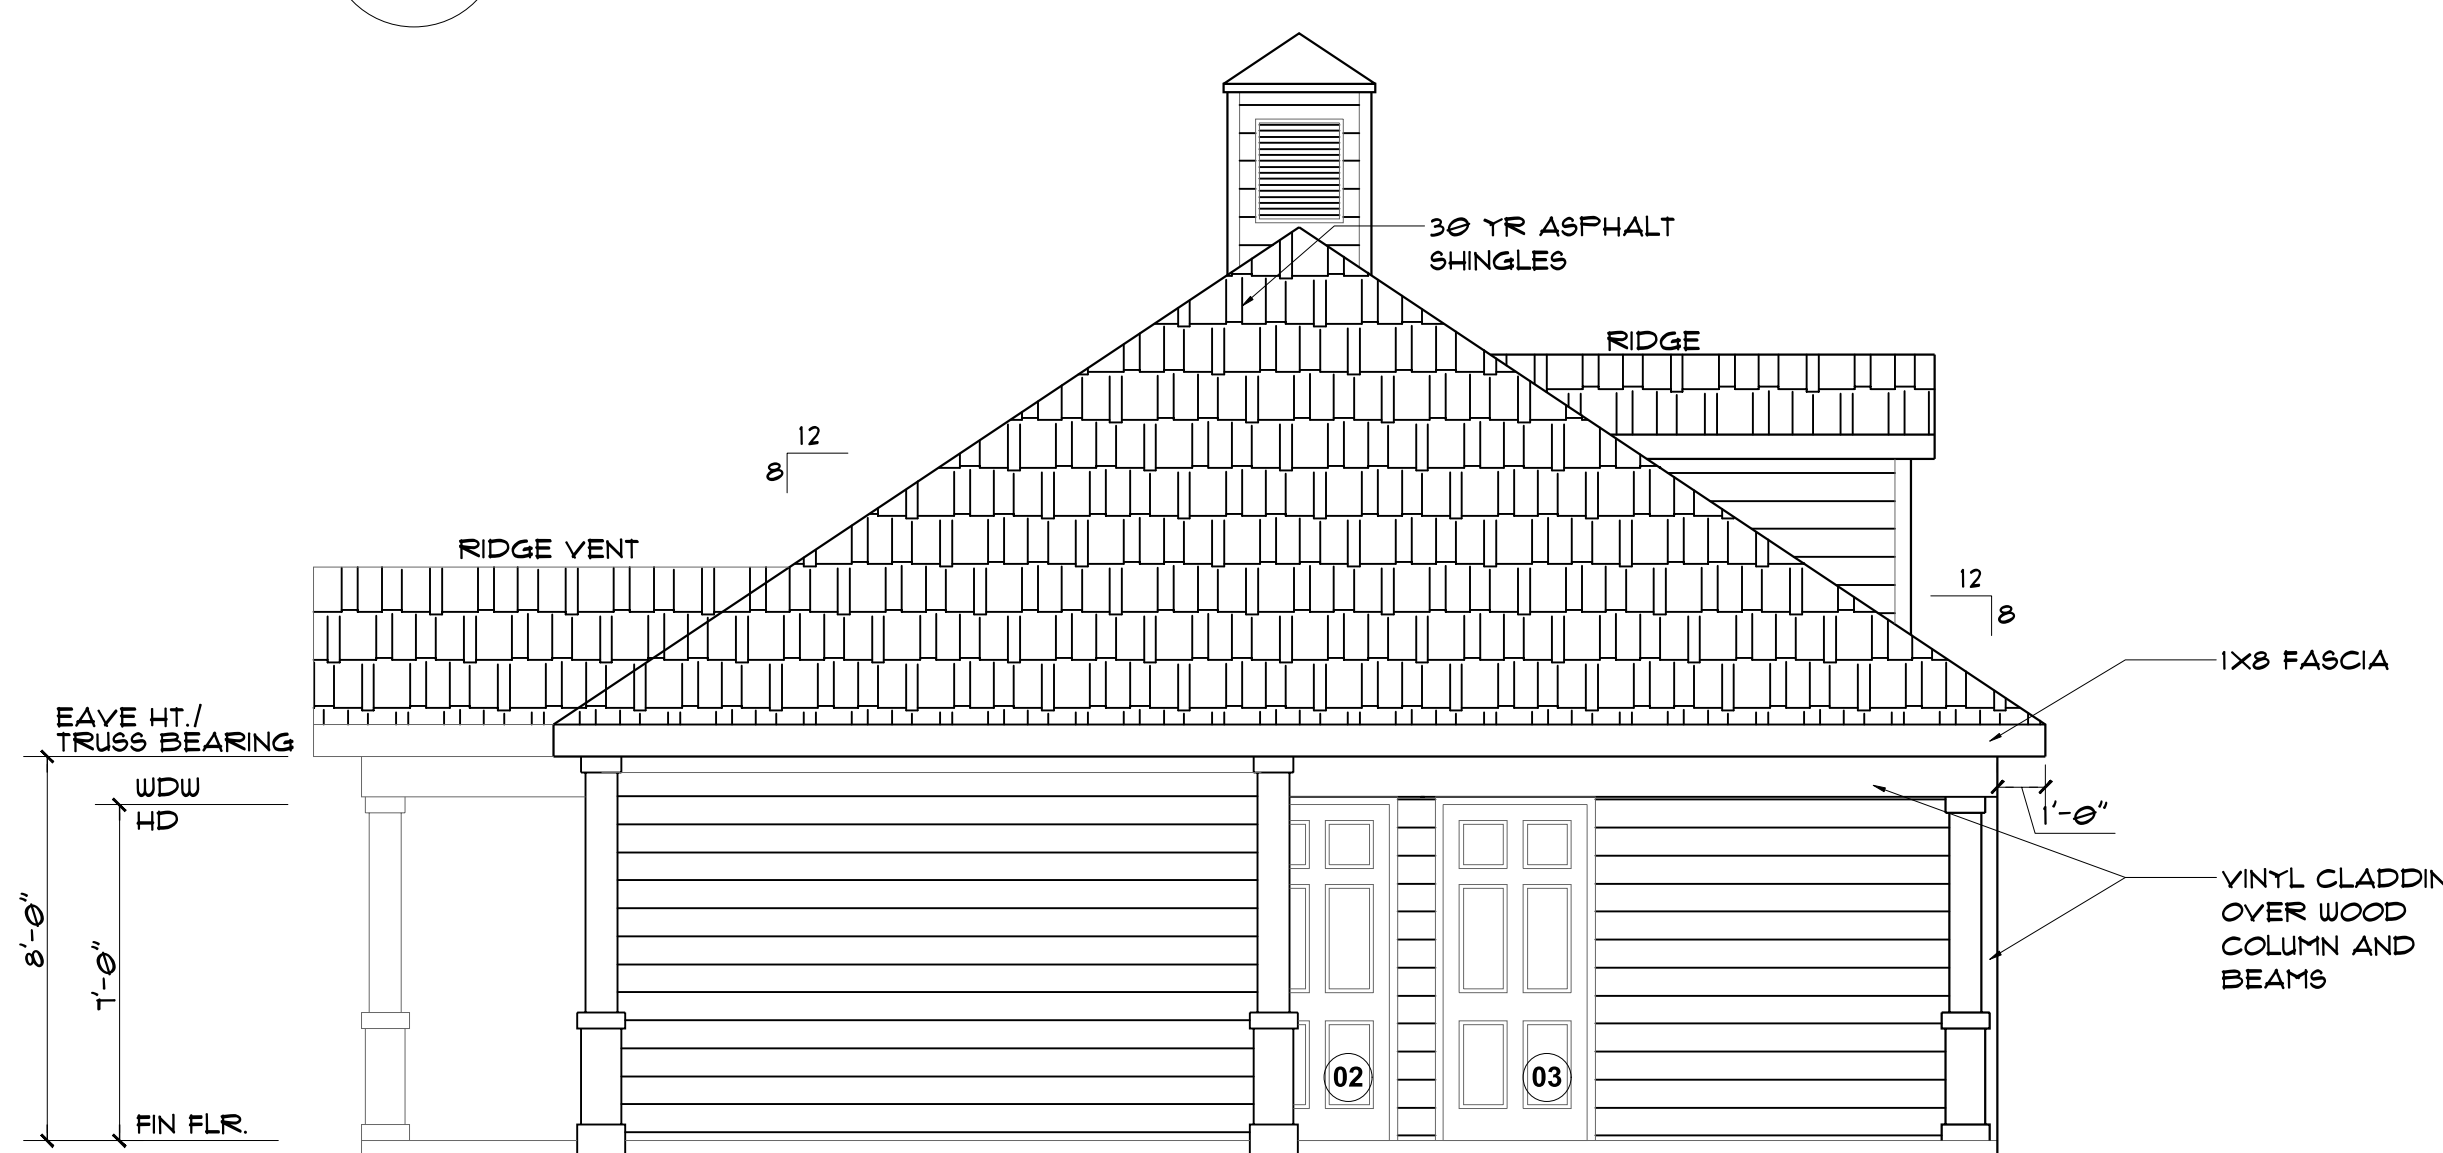 30 YR ASPHALT
SHINGLES
RIDGE
12
8
RIDGE VENT
12
8
1X8 FASCIA
EAVE HT./
TRUSS BEARING
WDW
HD
1'-0"
VINYL CLADDIN
OVER WOOD
COLUMN AND
BEAMS
8'-0"
7'-0"
02
03
FIN FLR.